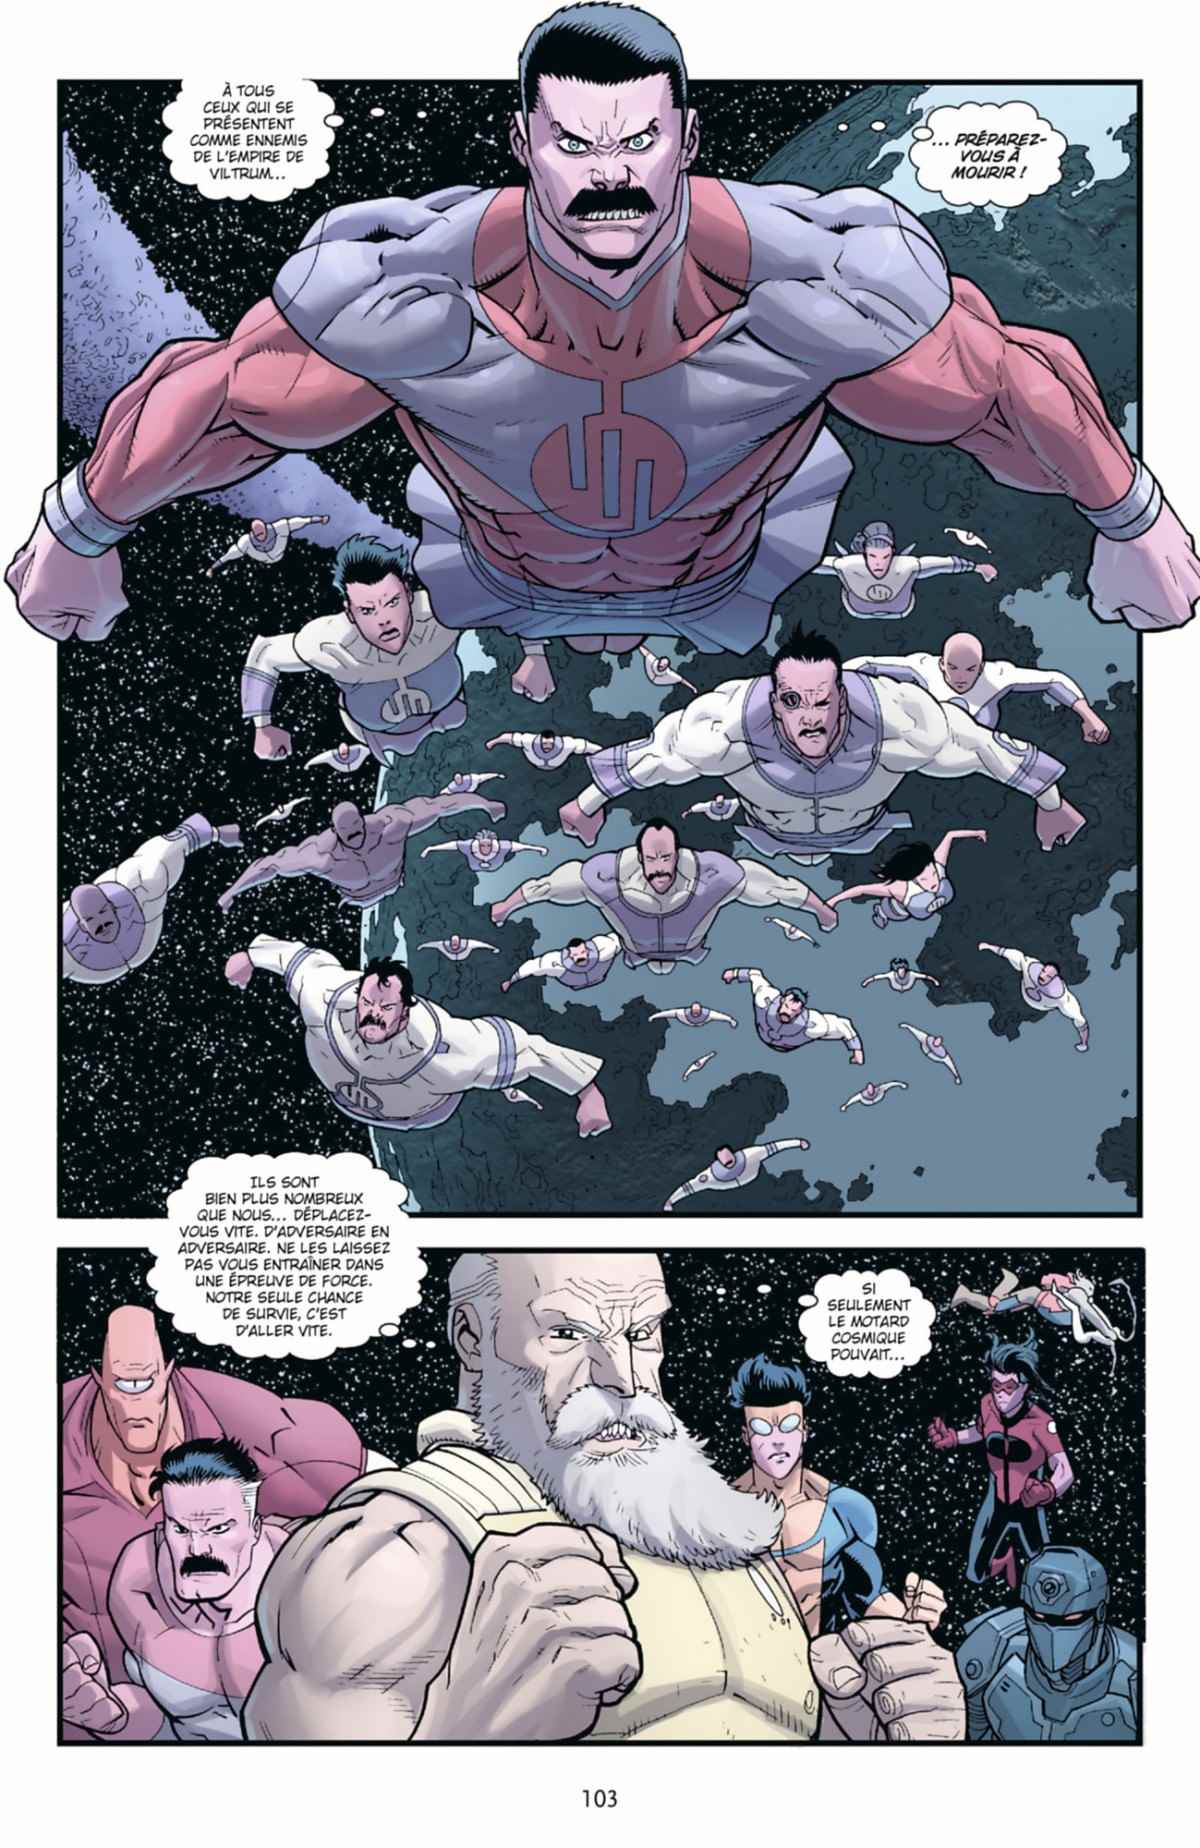 À TOUS
CEUX QUI SE
PRÉSENTENT
COMME ENNEMIS
DE L'EMPIRE DE
VILTRUM...
... PRÉPAREZ-
VOUS À
MOURIR !
ILS SONT
BIEN PLUS NOMBREUX
QUE NOUS... DÉPLACEZ-
VOUS VITE. D'ADVERSAIRE EN
ADVERSAIRE. NE LES LAISSEZ
PAS VOUS ENTRAÎNER DANS
UNE ÉPREUVE DE FORCE.
NOTRE SEULE CHANCE
DE SURVIE, C'EST
D'ALLER VITE.
SI
SEULEMENT
LE MOTARD
COSMIQUE
POUVAIT...
103